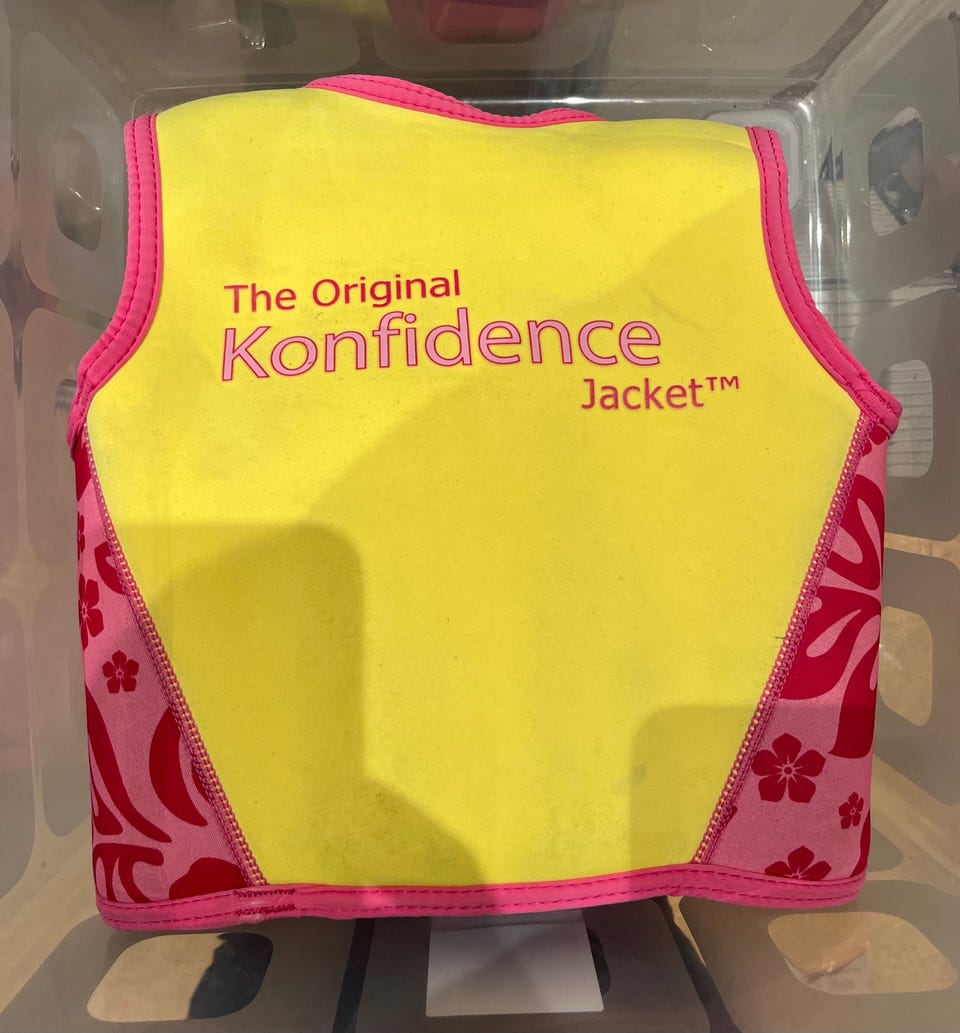 The Original
Konfidence
Jacket™